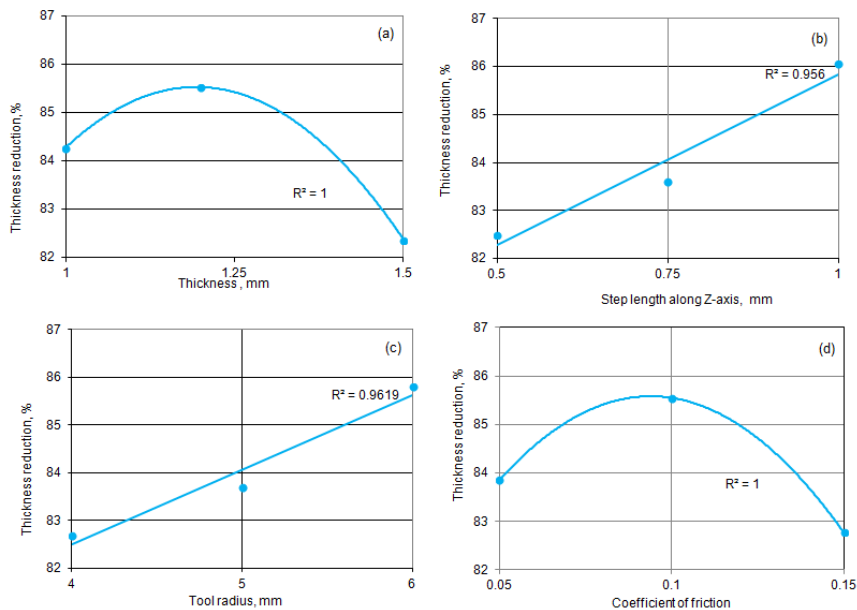 (a)
Thickness reduction, %
87
86
85
84
83
82
R² = 1
1
1.25
1.5
Thickness, mm
(b)
Thickness reduction, %
87
86
85
84
83
82
R² = 0.956
0.5
0.75
1
Step length along Z-axis, mm
(c)
Thickness reduction, %
87
86
85
84
83
82
R² = 0.9619
4
5
6
Tool radius, mm
(d)
Thickness reduction, %
87
86
85
84
83
82
R² = 1
0.05
0.1
0.15
Coefficient of friction